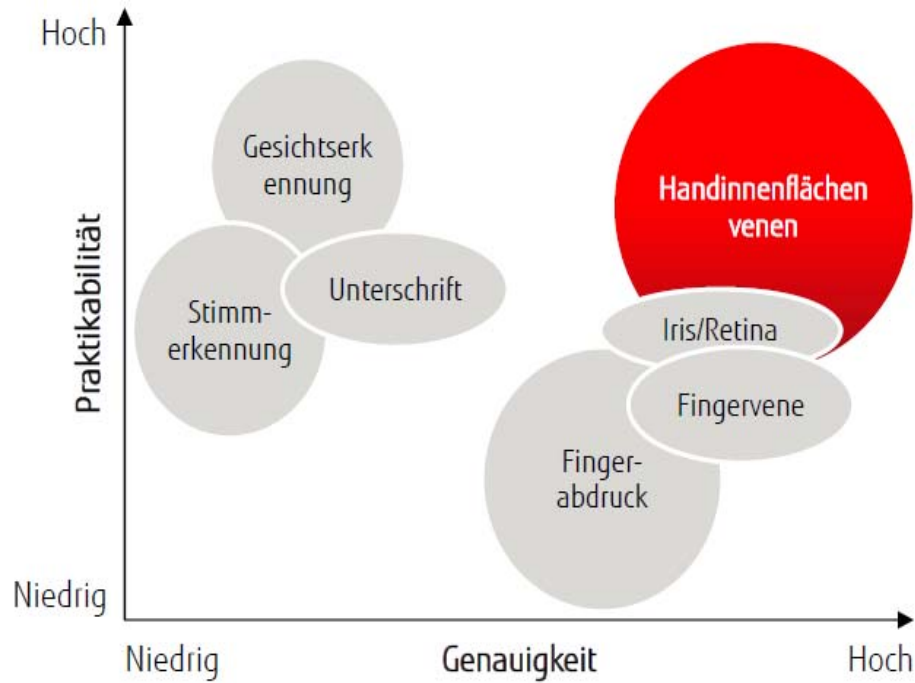 Hoch
Gesichtserk
ennung
Handinnenflächen
venen
Praktikabilität
Unterschrift
Stimm-
erkennung
Iris/Retina
Fingervene
Finger-
abdruck
Niedrig
Niedrig
Genauigkeit
Hoch